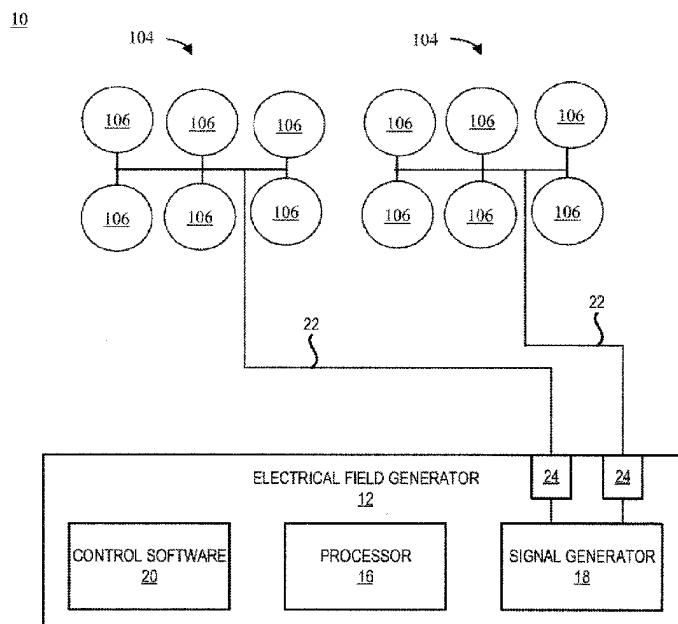 10
104 104
106 106 106 106 106 106
106 106 106 106 106 106
22 22
24 24
ELECTRICAL FIELD GENERATOR
12
CONTROL SOFTWARE PROCESSOR SIGNAL GENERATOR
20 16 18